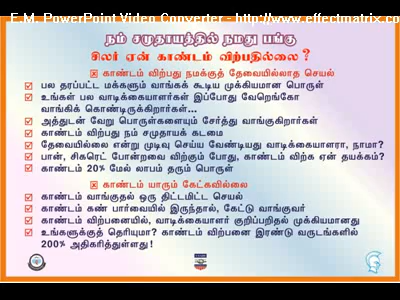 E.M. PowerPoint Video Converter - http://www.effectmatrix.co
நம் சமுதாயத்தில் நமது பங்கு
சிலர் ஏன் காண்டம் விற்பதில்லை?
காண்டம் விற்பது நமக்குத் தேவையில்லாத செயல்
பல தரப்பட்ட மக்களும் வாங்கக் கூடிய முக்கியமான பொருள்
உங்கள் பல வாடிக்கையாளர்கள் இப்போது வேறெங்கோ
வாங்கிக் கொண்டிருக்கிறார்கள்...
அத்துடன் வேறு பொருள்களையும் சேர்த்து வாங்குகிறார்கள்
காண்டம் விற்பது நம் சமுதாயக் கடமை
தேவையில்லை என்று முடிவு செய்ய வேண்டியது வாடிக்கையாளரா, நாமா?
பான், சிகரெட் போன்றவை விற்கும் போது, காண்டம் விற்க ஏன் தயக்கம்?
காண்டம் 20% மேல் லாபம் தரும் பொருள்
காண்டம் யாரும் கேட்கவில்லை
காண்டம் வாங்குதல் ஒரு திட்டமிட்ட செயல்
காண்டம் கண் பார்வையில் இருந்தால், கேட்டு வாங்குவர்
காண்டம் விற்பனையில், வாடிக்கையாளர் குறிப்பறிதல் முக்கியமானது
உங்களுக்குத் தெரியுமா? காண்டம் விற்பனை இரண்டு வருடங்களில்
200% அதிகரித்துள்ளது!